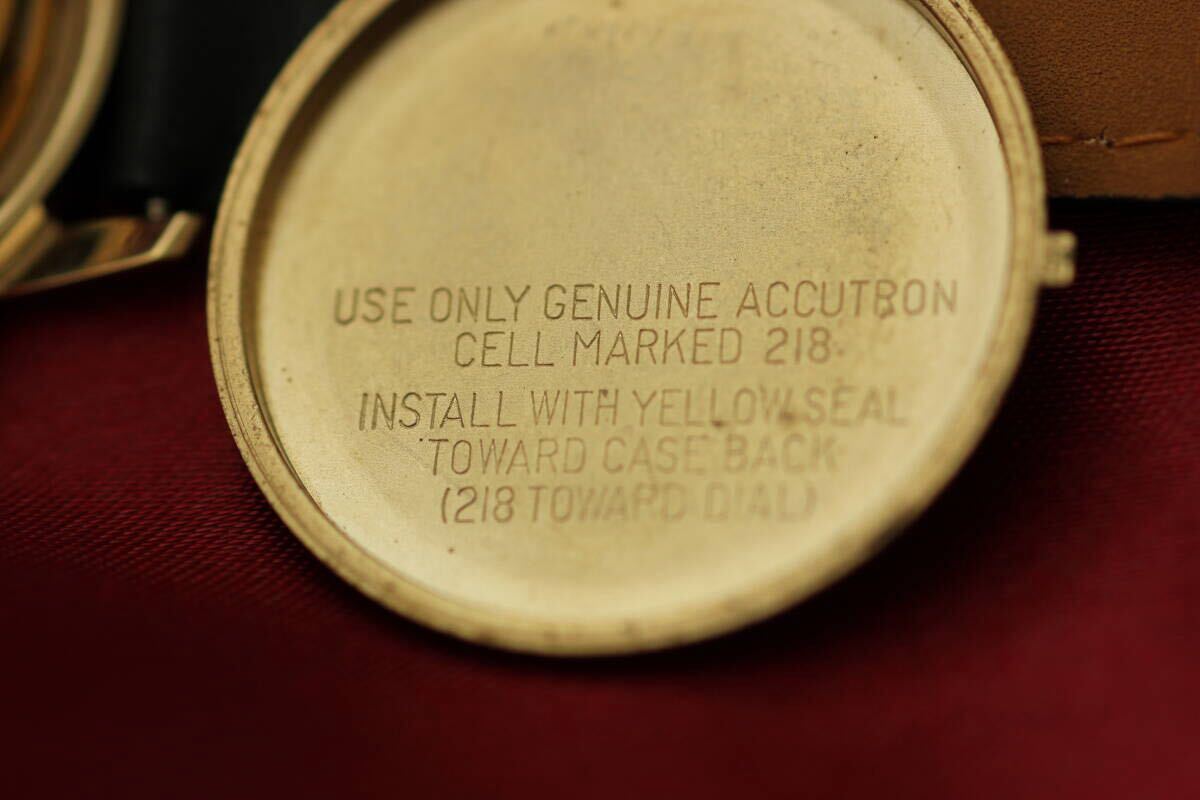 USE ONLY GENUINE ACCUTRON
CELL MARKED 218
INSTALL WITH YELLOW SEAL
TOWARD CASE BACK
(218 TOWARD DIAL)